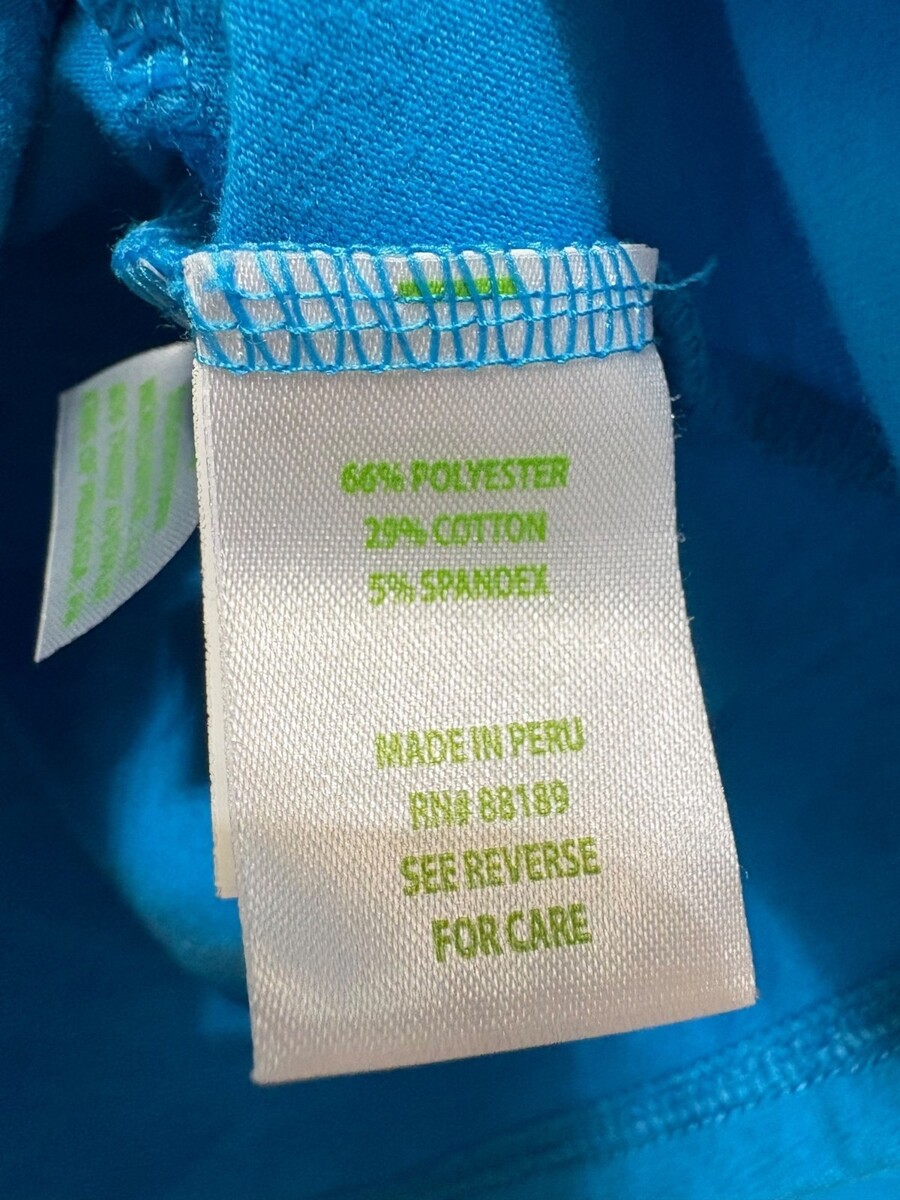 66% POLYESTER
29% COTTON
5% SPANDEX
MADE IN PERU
RN# 88189
SEE REVERSE
FOR CARE